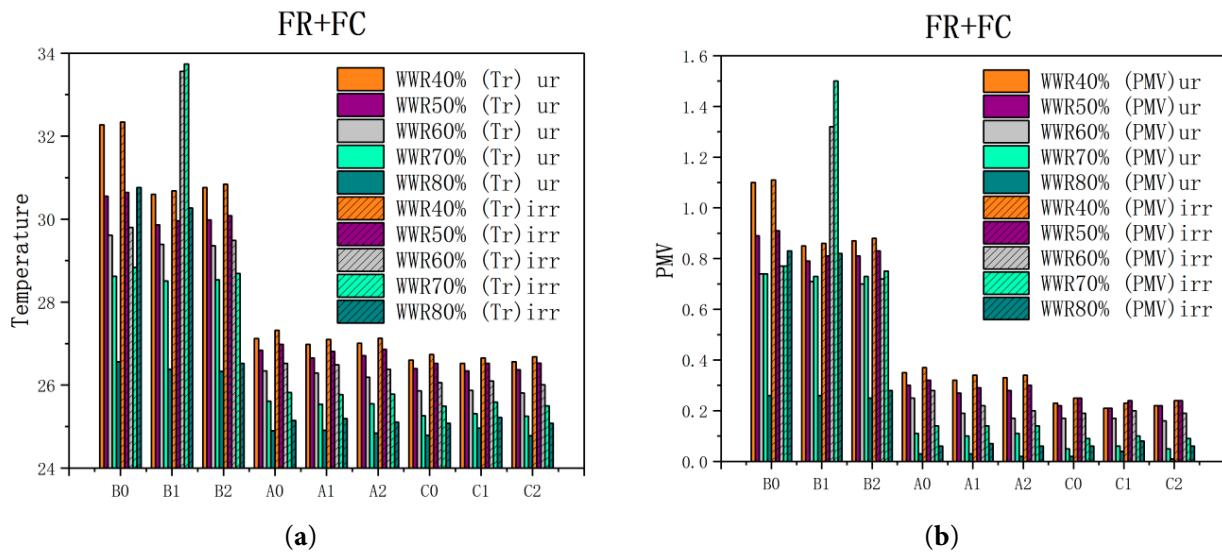 FR+FC
34
32
30
28
26
24
Temperature
WWR40% (Tr) ur
WWR50% (Tr) ur
WWR60% (Tr) ur
WWR70% (Tr) ur
WWR80% (Tr) ur
WWR40% (Tr)irr
WWR50% (Tr)irr
WWR60% (Tr)irr
WWR70% (Tr)irr
WWR80% (Tr)irr
B0 B1 B2 A0 A1 A2 C0 C1 C2
(a)
FR+FC
1.6
1.4
1.2
1.0
0.8
0.6
0.4
0.2
0.0
PMV
WWR40% (PMV)ur
WWR50% (PMV)ur
WWR60% (PMV)ur
WWR70% (PMV)ur
WWR80% (PMV)ur
WWR40% (PMV)irr
WWR50% (PMV)irr
WWR60% (PMV)irr
WWR70% (PMV)irr
WWR80% (PMV)irr
B0 B1 B2 A0 A1 A2 C0 C1 C2
(b)